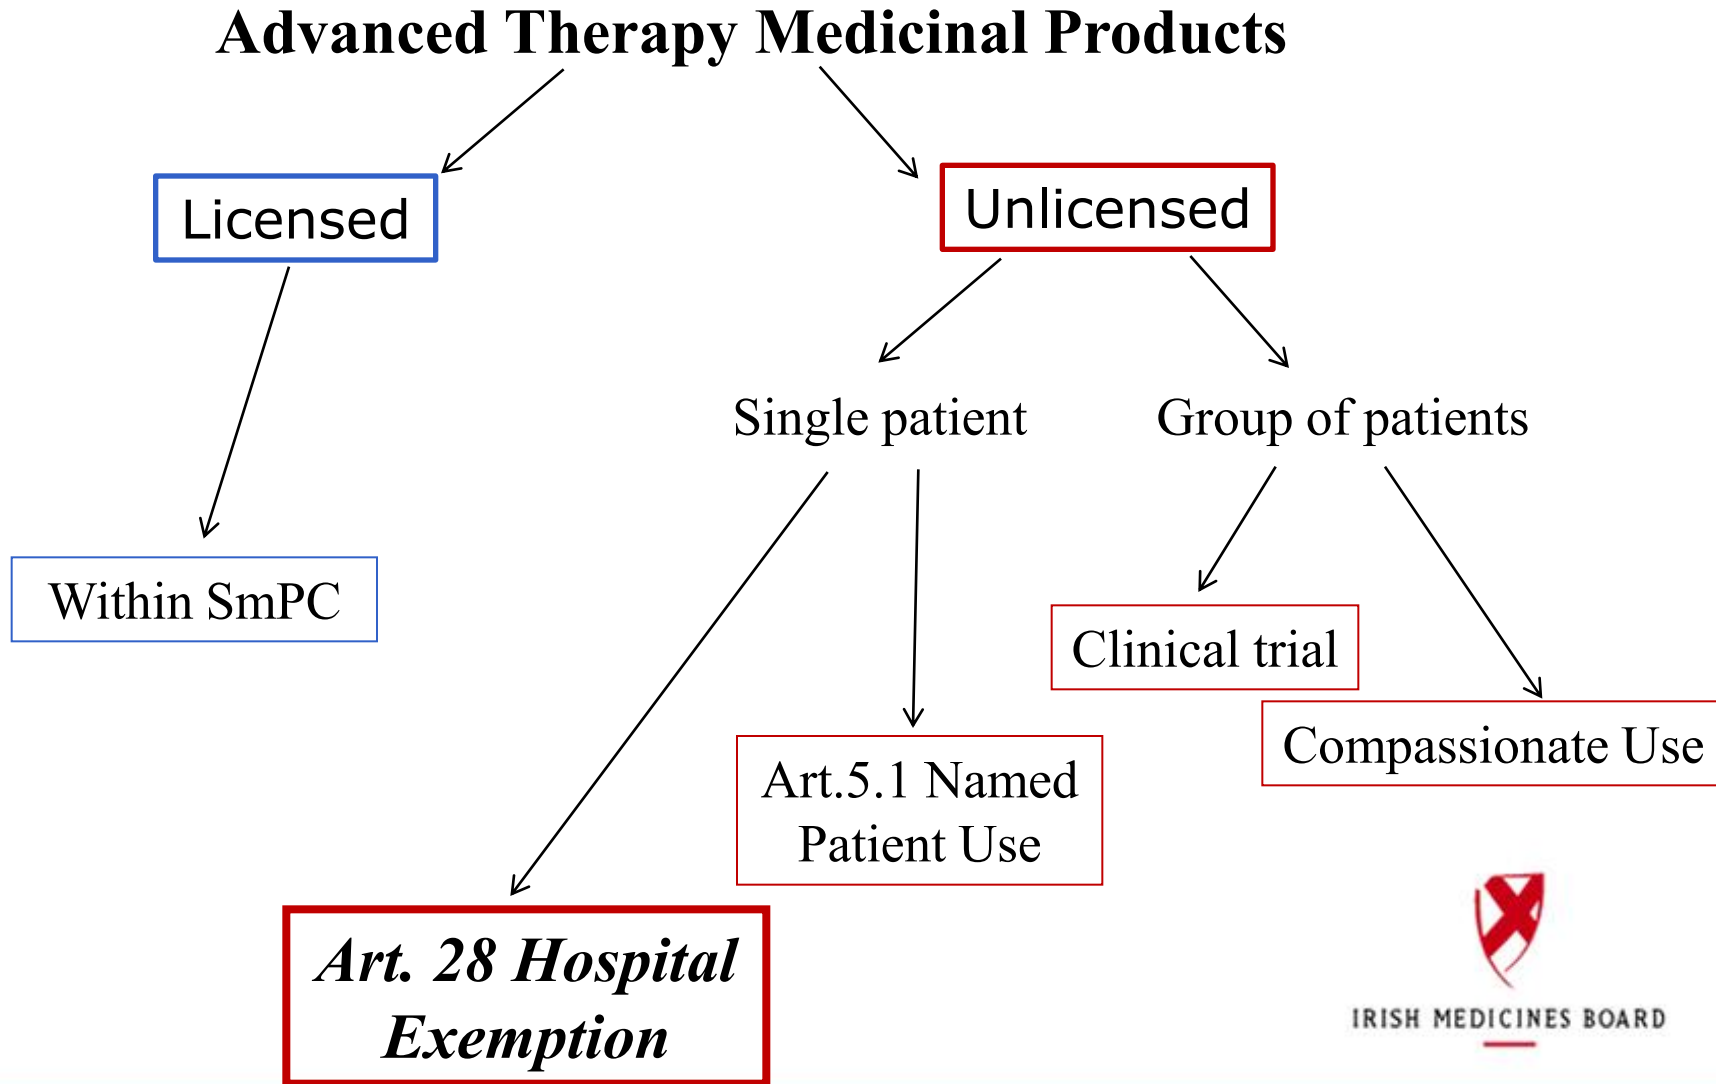 Advanced Therapy Medicinal Products
Licensed
Unlicensed
Single patient
Group of patients
Within SmPC
Clinical trial
Compassionate Use
Art.5.1 Named
Patient Use
Art. 28 Hospital
Exemption
IRISH MEDICINES BOARD